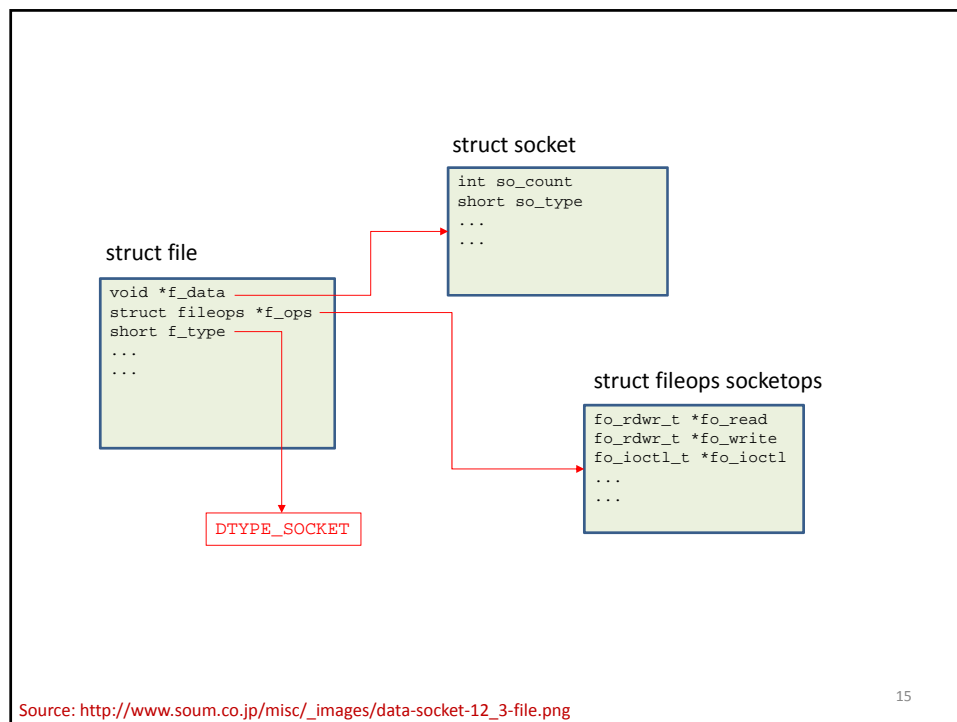 struct socket
int so_count
short so_type
...
...
struct file
void *f_data
struct fileops *f_ops
short f_type
...
...
struct fileops socketops
fo_rdwr_t *fo_read
fo_rdwr_t *fo_write
fo_ioctl_t *fo_ioctl
...
...
DTYPE_SOCKET
Source: http://www.soum.co.jp/misc/_images/data-socket-12_3-file.png
15